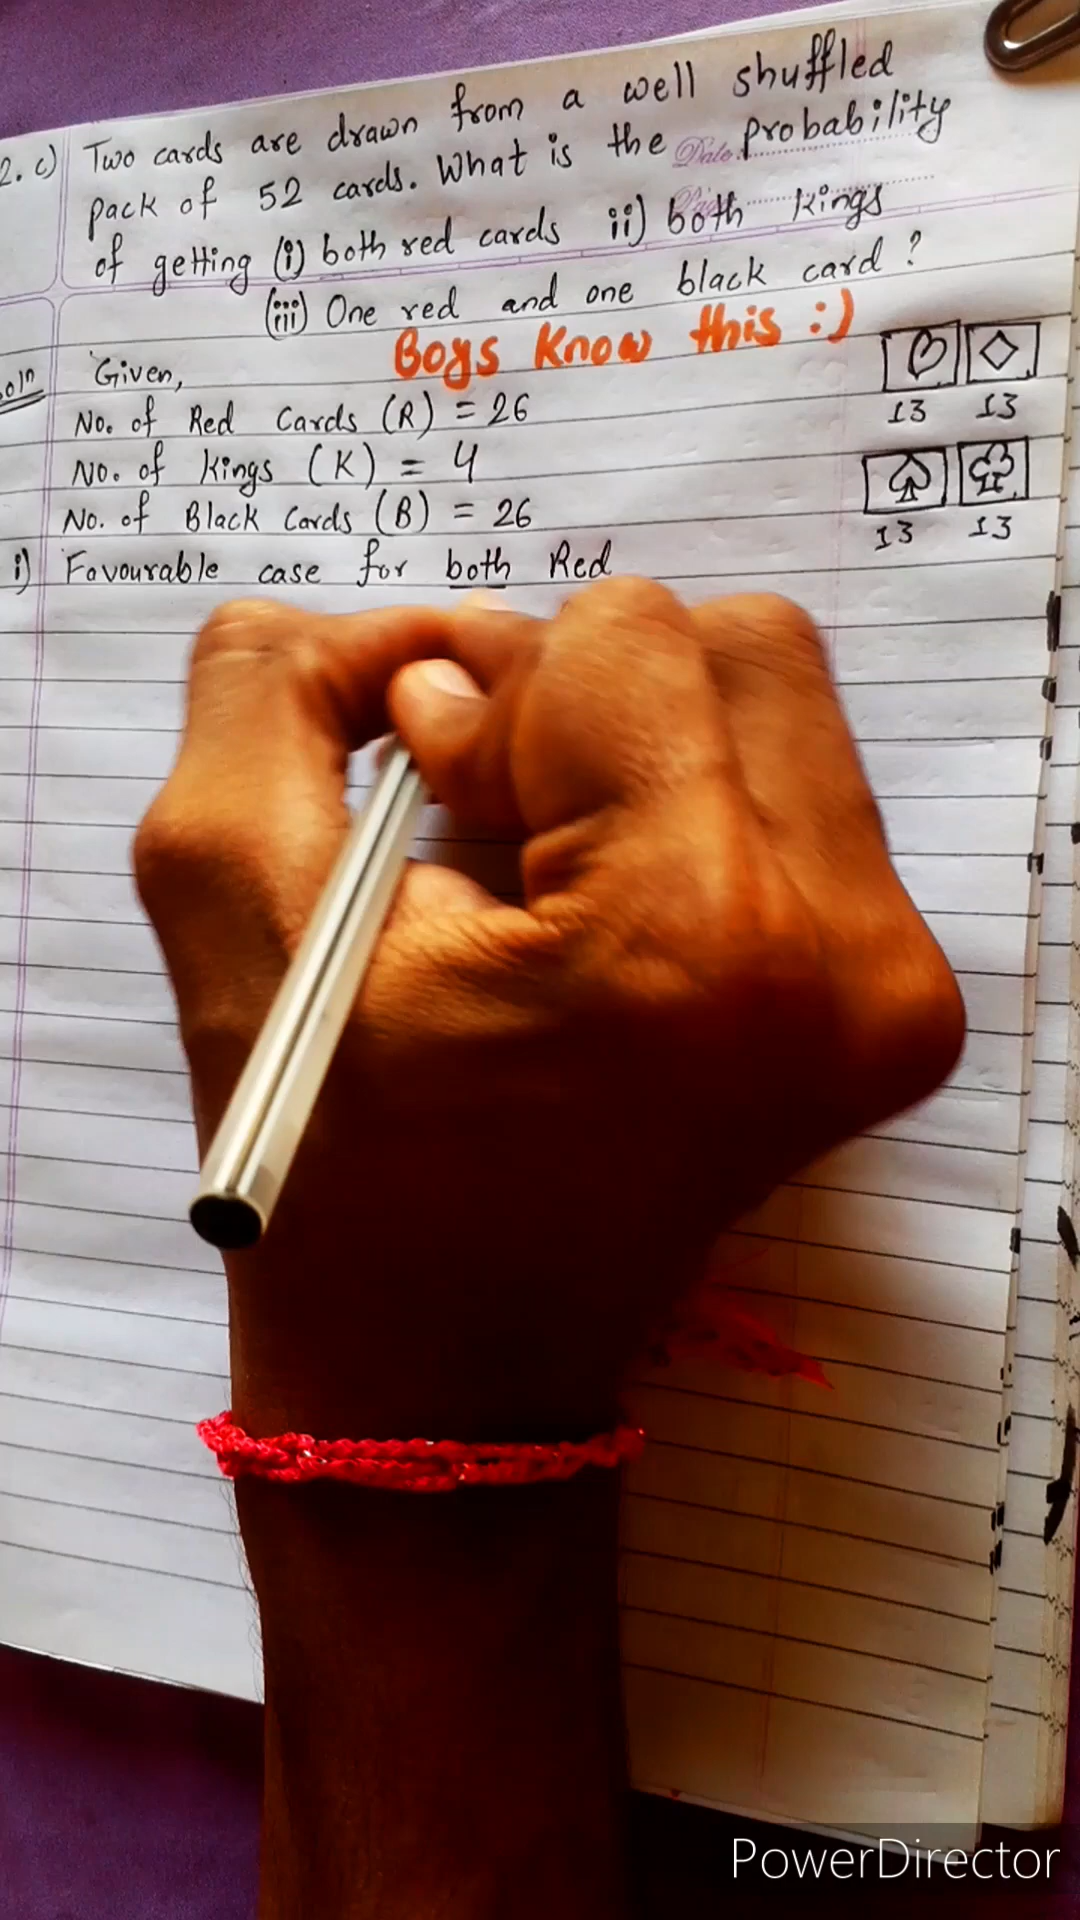 2. c) Two cards are drawn from a well shuffled
pack of 52 cards. What is the probability
Date
of getting (i) both red cards ii) both kings
(iii) One red and one black card ?
Boys Know this :)
Soln Given,
No. of Red Cards (R) = 26
13 13
No. of Kings (K) = 4
No. of Black Cards (B) = 26
13 13
i) Favourable case for both Red
PowerDirector